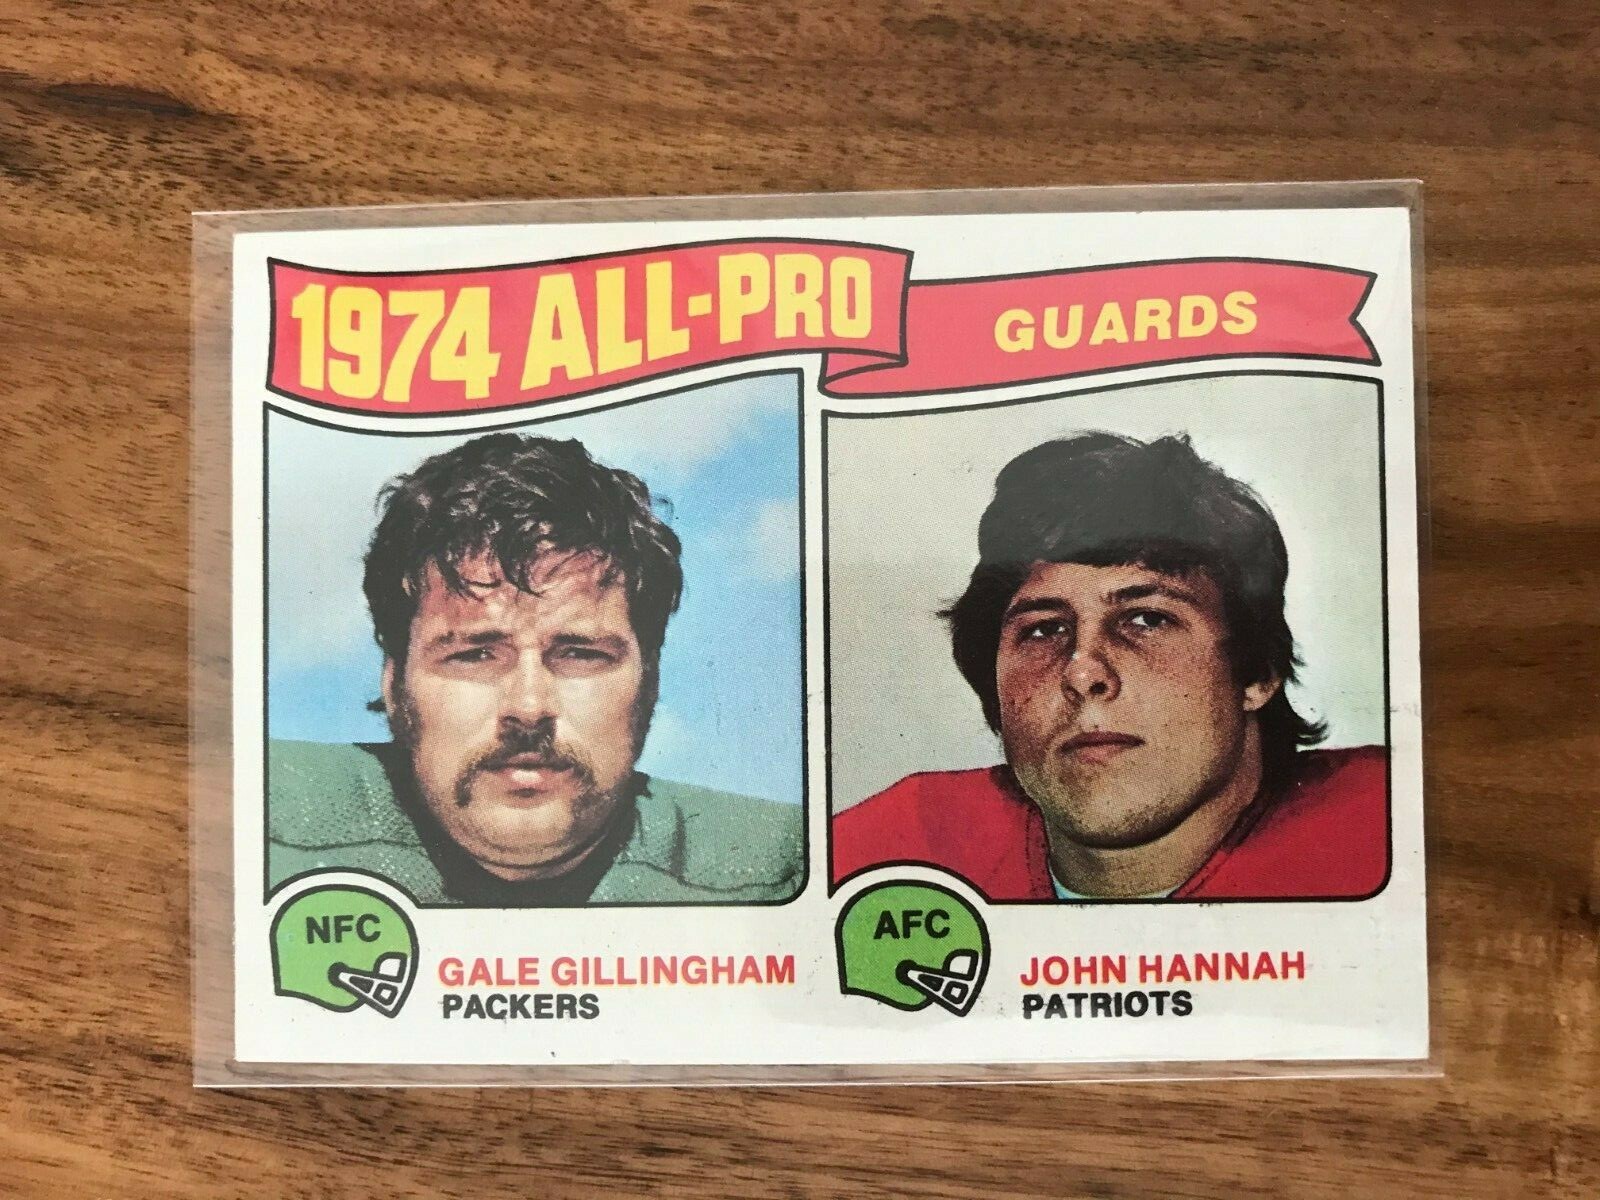 1974 ALL-PRO
GUARDS
NFC
GALE GILLINGHAM
PACKERS
AFC
JOHN HANNAH
PATRIOTS